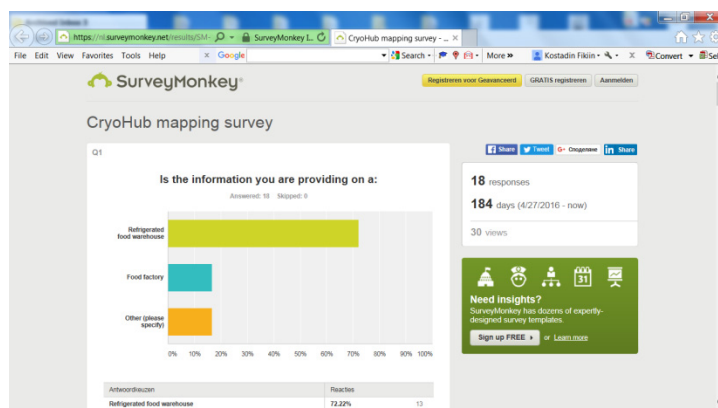 https://nl.surveymonkey.net/results/SM-
SurveyMonkey L...
CryoHub mapping survey - ...
File Edit View Favorites Tools Help
x Google
Search
More »
Kostadin Fikiin
x
Convert
Sel
SurveyMonkey
Registreren voor Geavanceerd
GRATIS registreren
Aanmelden
CryoHub mapping survey
Q1
Share
Tweet
G+ Споделяне
in Share
Is the information you are providing on a:
Answered: 18 Skipped: 0
18 responses
184 days (4/27/2016 - now)
30 views
Refrigerated
food warehouse
Food factory
Other (please
specify)
0% 10% 20% 30% 40% 50% 60% 70% 80% 90% 100%
31
Need insights?
SurveyMonkey has dozens of expertly-
designed survey templates.
Sign up FREE
or Learn more
Antwoordkeuzen
Reacties
Refrigerated food warehouse
72.22%
13